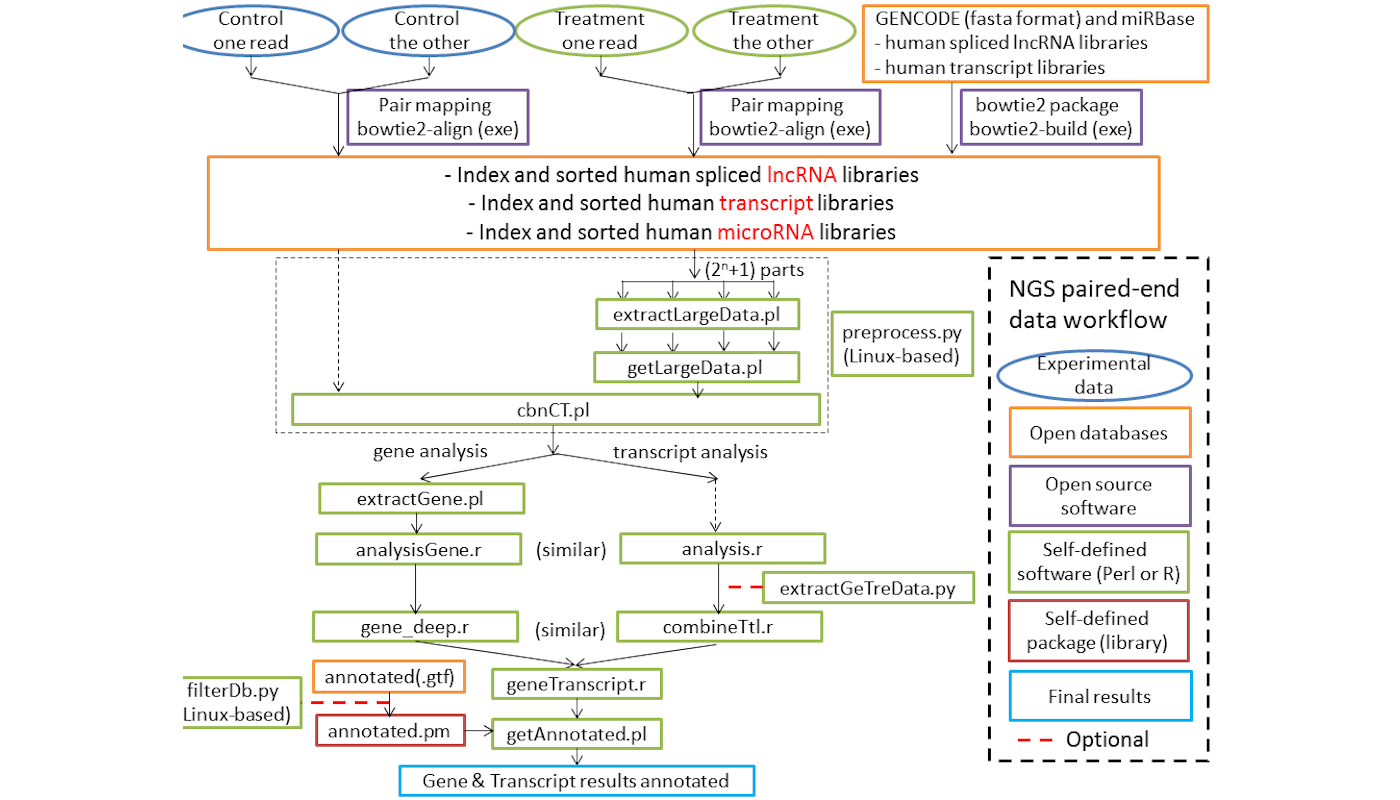 Control
one read
Control
the other
Treatment
one read
Treatment
the other
GENCODE (fasta format) and miRBase
- human spliced lncRNA libraries
- human transcript libraries
Pair mapping
bowtie2-align (exe)
Pair mapping
bowtie2-align (exe)
bowtie2 package
bowtie2-build (exe)
- Index and sorted human spliced lncRNA libraries
- Index and sorted human transcript libraries
- Index and sorted human microRNA libraries
(2ⁿ+1) parts
extractLargeData.pl
getLargeData.pl
cbnCT.pl
preprocess.py
(Linux-based)
gene analysis
transcript analysis
extractGene.pl
analysisGene.r
(similar)
analysis.r
extractGeTreData.py
gene_deep.r
(similar)
combineTtl.r
annotated(.gtf)
geneTranscript.r
filterDb.py
Linux-based)
annotated.pm
getAnnotated.pl
Gene & Transcript results annotated
NGS paired-end
data workflow
Experimental
data
Open databases
Open source
software
Self-defined
software (Perl or R)
Self-defined
package (library)
Final results
Optional